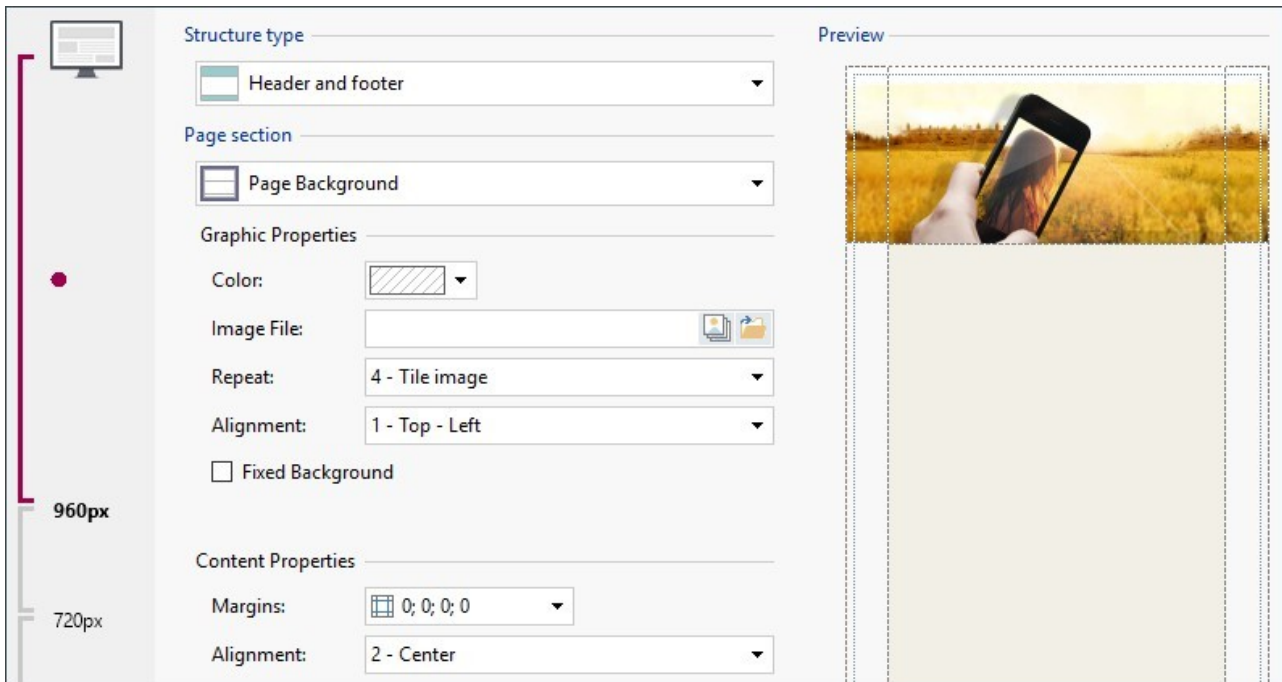 Structure type
Preview
Header and footer
Page section
Page Background
Graphic Properties
Color:
Image File:
Repeat:
4 - Tile image
Alignment:
1 - Top - Left
Fixed Background
960px
Content Properties
Margins:
0; 0; 0; 0
720px
Alignment:
2 - Center